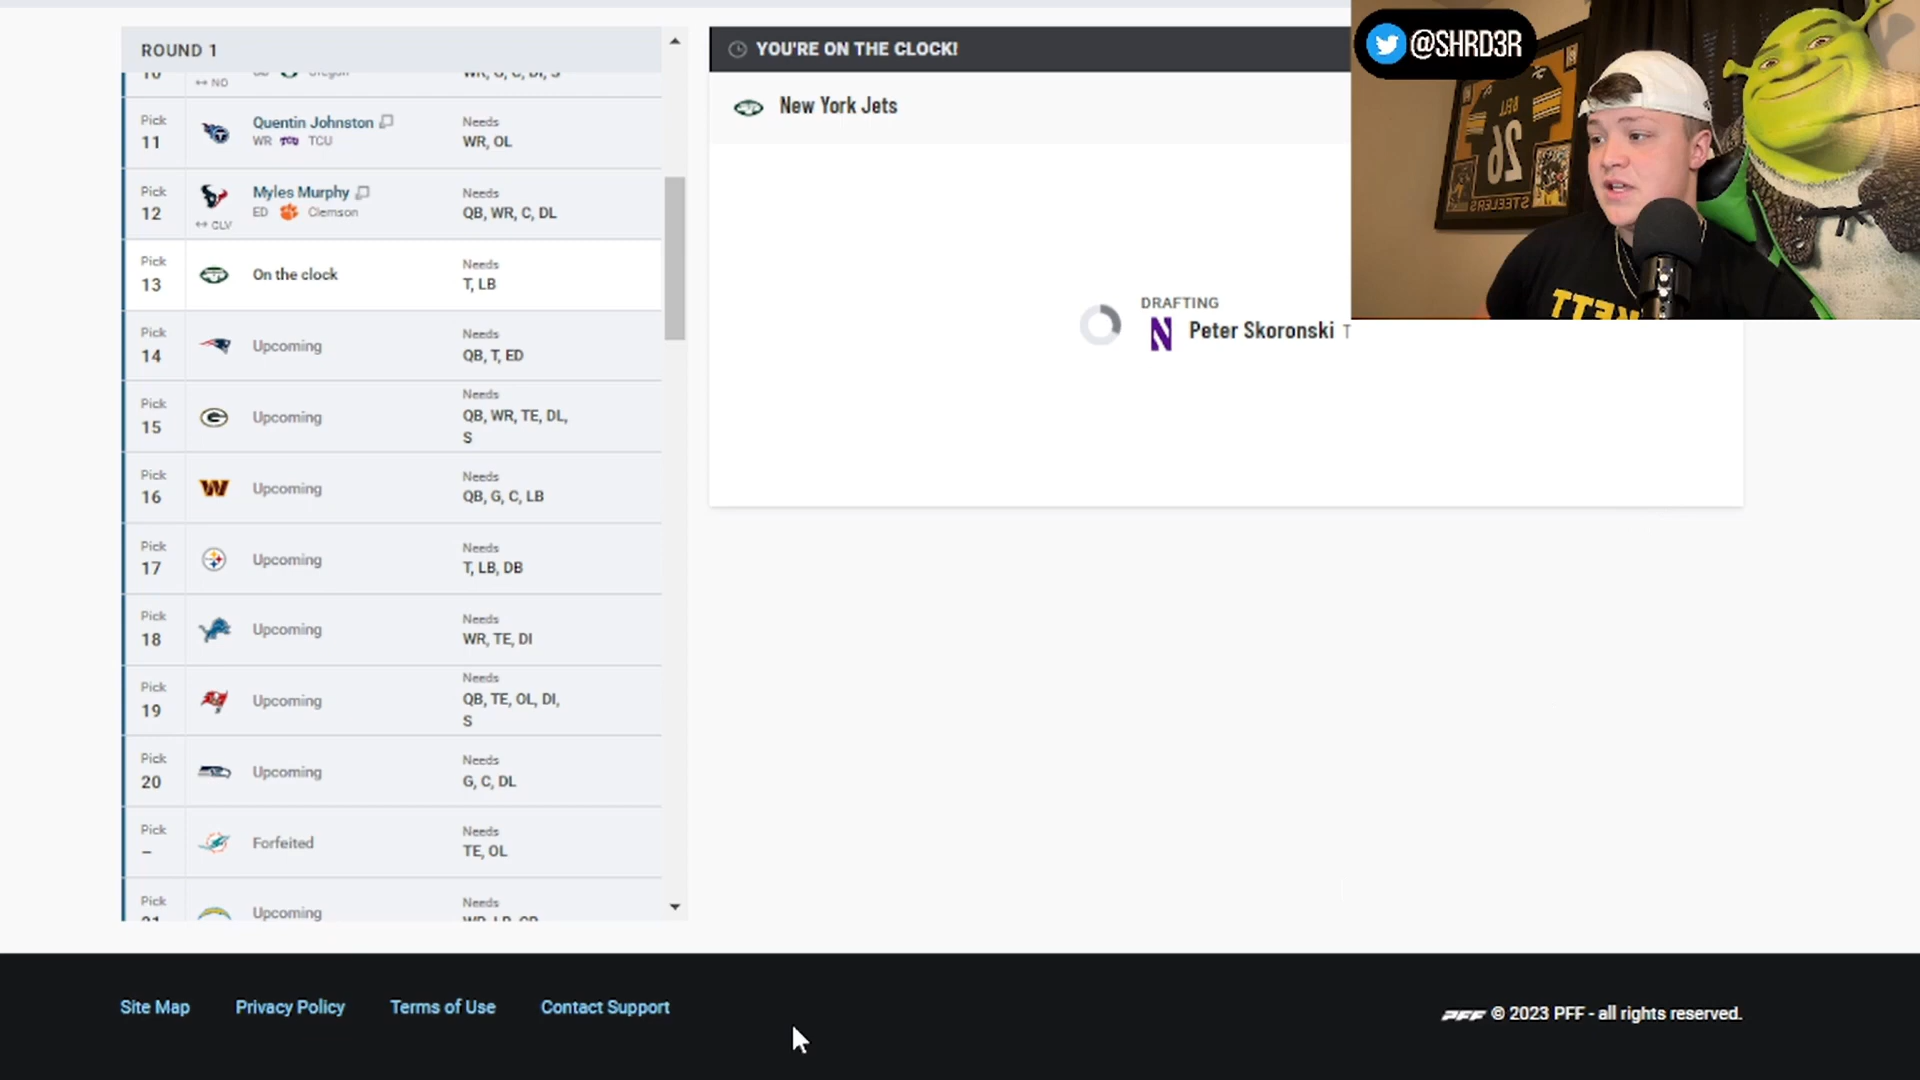 ROUND 1
↔ NO
Pick
11
Quentin Johnston
WR TCU TCU
Needs
WR, OL
Pick
12
↔ CLV
Myles Murphy
ED Clemson
Needs
QB, WR, C, DL
Pick
13
On the clock
Needs
T, LB
Pick
14
Upcoming
Needs
QB, T, ED
Pick
15
Upcoming
Needs
QB, WR, TE, DL,
S
Pick
16
Upcoming
Needs
QB, G, C, LB
Pick
17
Upcoming
Needs
T, LB, DB
Pick
18
Upcoming
Needs
WR, TE, DI
Pick
19
Upcoming
Needs
QB, TE, OL, DI,
S
Pick
20
Upcoming
Needs
G, C, DL
Pick
–
Forfeited
Needs
TE, OL
Pick
Upcoming
Needs
YOU'RE ON THE CLOCK!
New York Jets
DRAFTING
N Peter Skoronski T
@SHRD3R
BELL
26
STEELERS
Site Map
Privacy Policy
Terms of Use
Contact Support
PFF © 2023 PFF - all rights reserved.